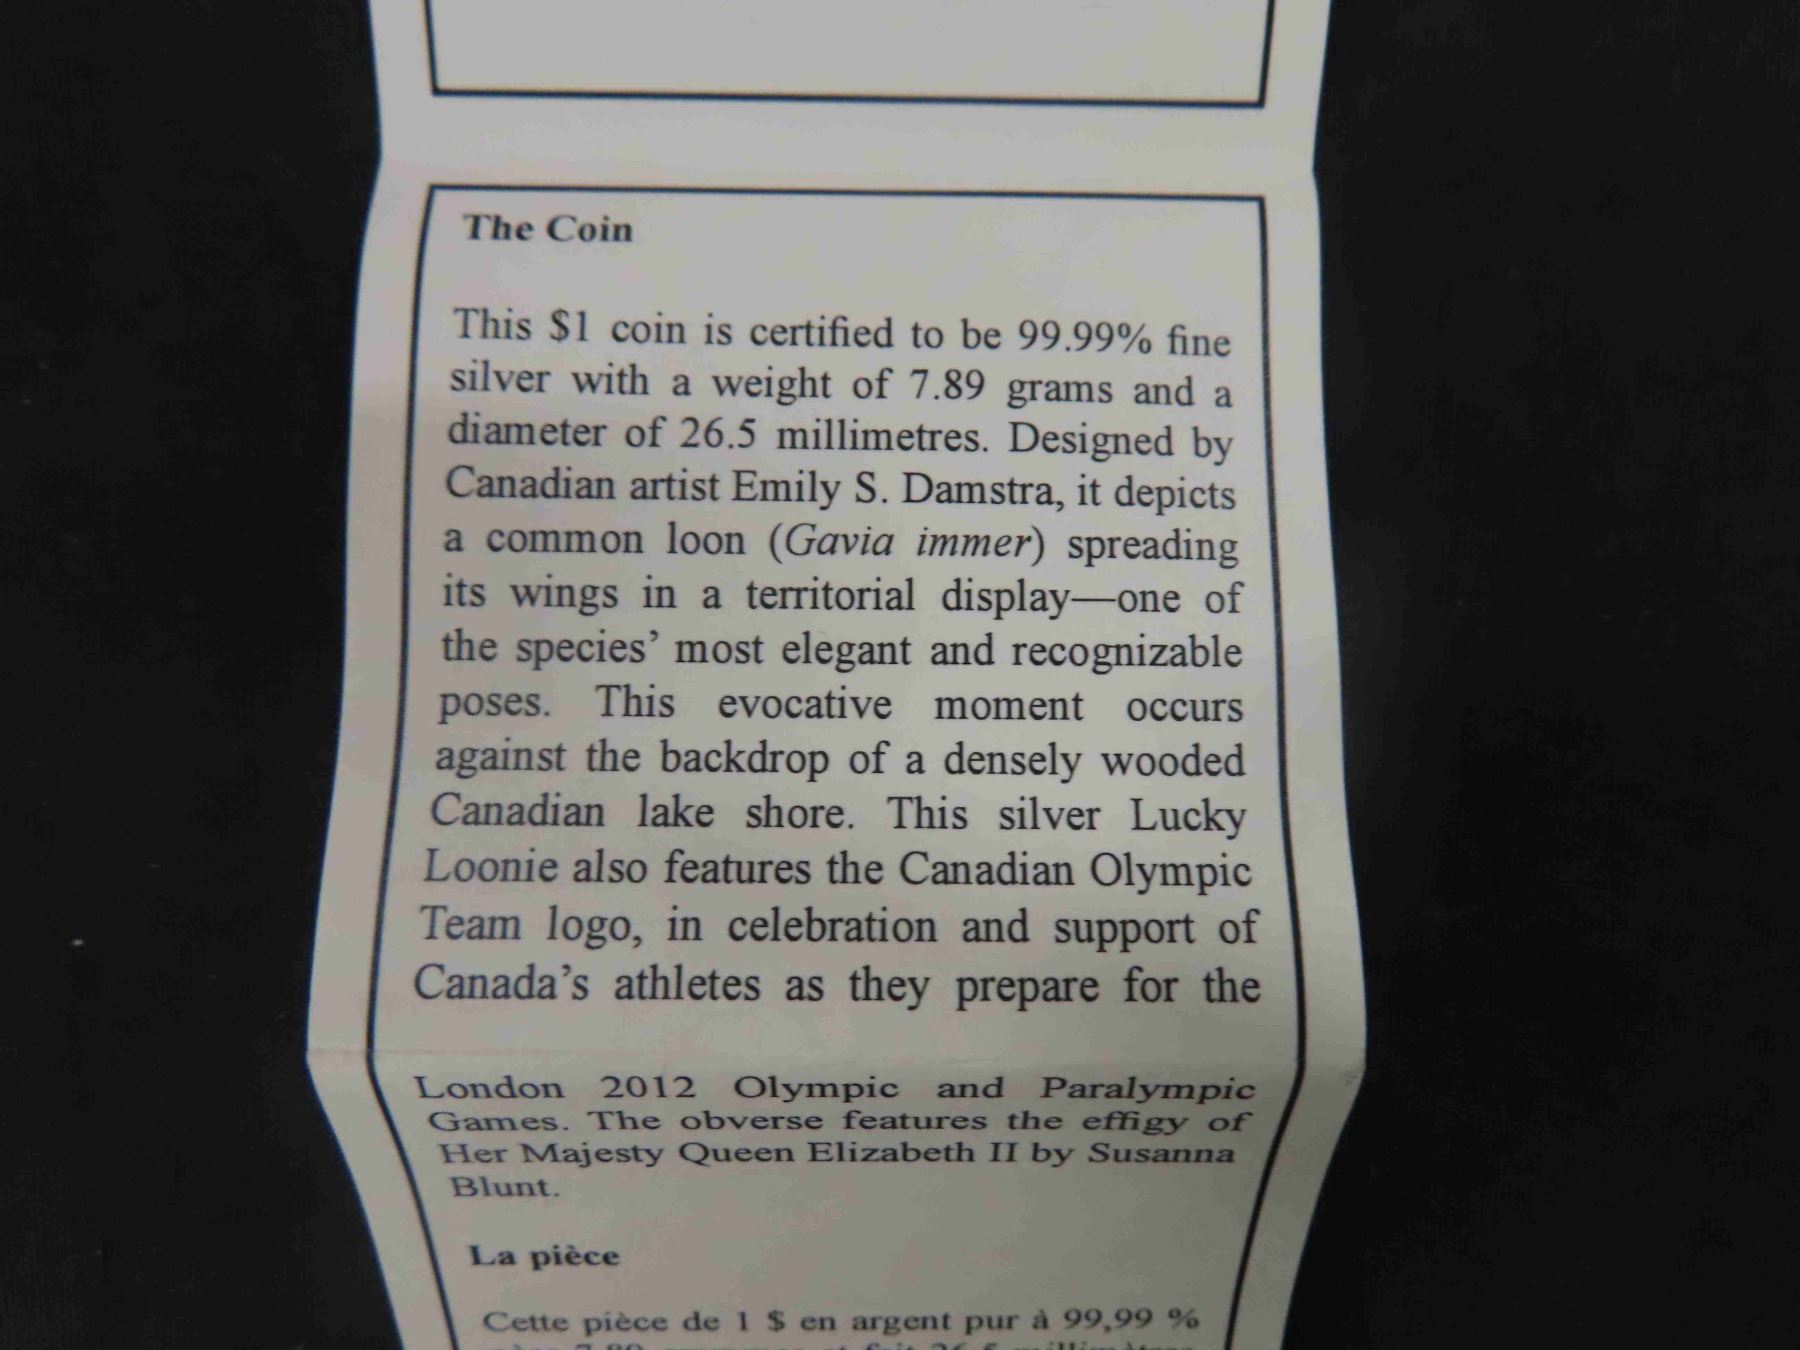 The Coin
This $1 coin is certified to be 99.99% fine
silver with a weight of 7.89 grams and a
diameter of 26.5 millimetres. Designed by
Canadian artist Emily S. Damstra, it depicts
a common loon (Gavia immer) spreading
its wings in a territorial display—one of
the species’ most elegant and recognizable
poses. This evocative moment occurs
against the backdrop of a densely wooded
Canadian lake shore. This silver Lucky
Loonie also features the Canadian Olympic
Team logo, in celebration and support of
Canada’s athletes as they prepare for the
London 2012 Olympic and Paralympic
Games. The obverse features the effigy of
Her Majesty Queen Elizabeth II by Susanna
Blunt.
La pièce
Cette pièce de 1 $ en argent pur à 99,99 %